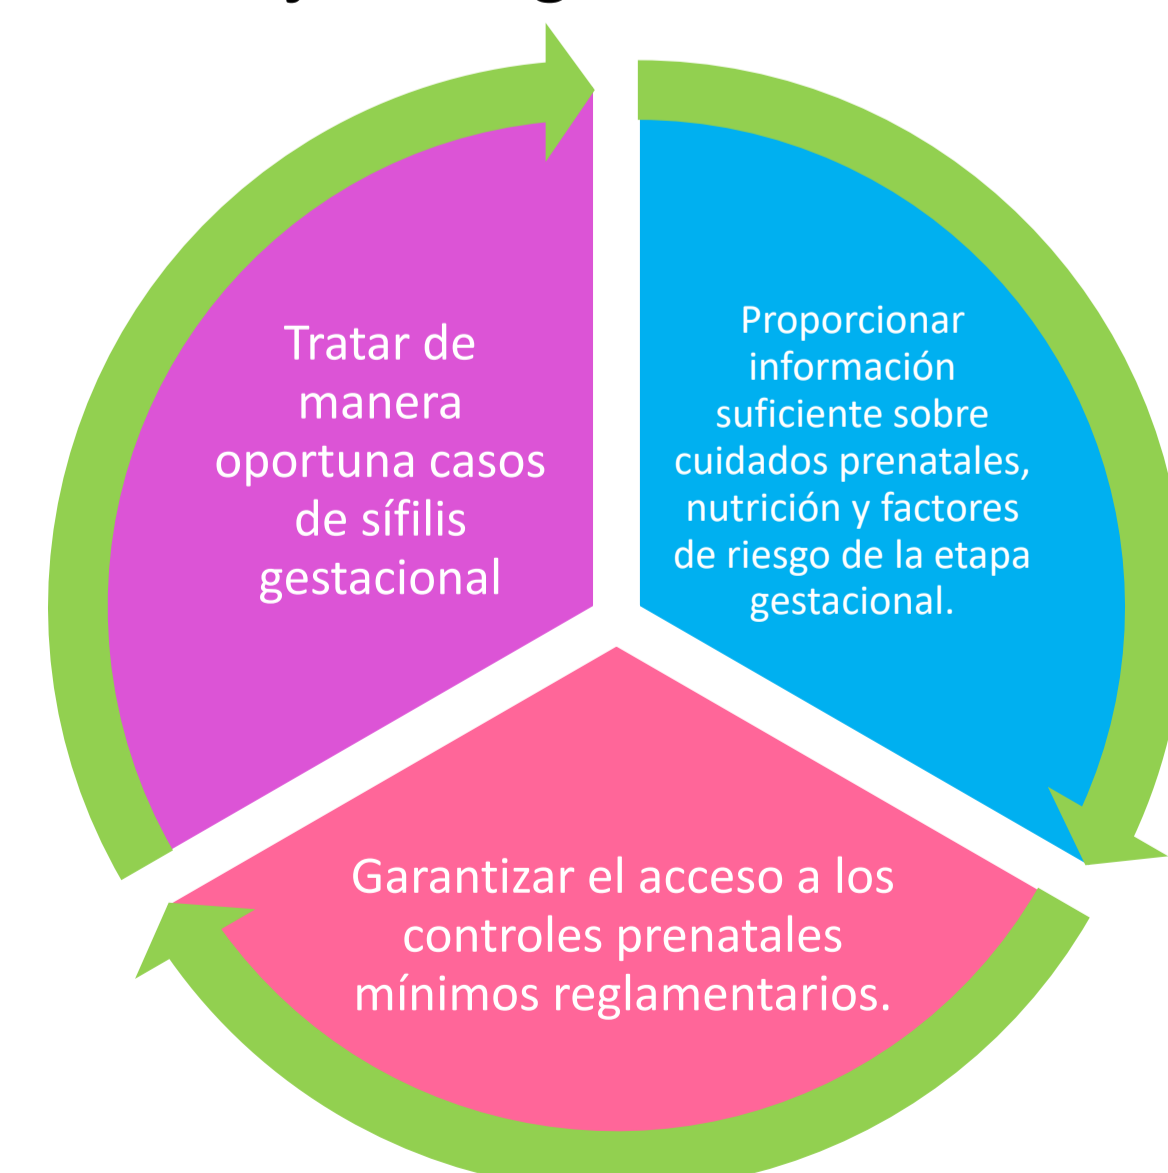 Tratar de
manera
oportuna casos
de sífilis
gestacional
Proporcionar
información
suficiente sobre
cuidados prenatales,
nutrición y factores
de riesgo de la etapa
gestacional.
Garantizar el acceso a los
controles prenatales
mínimos reglamentarios.